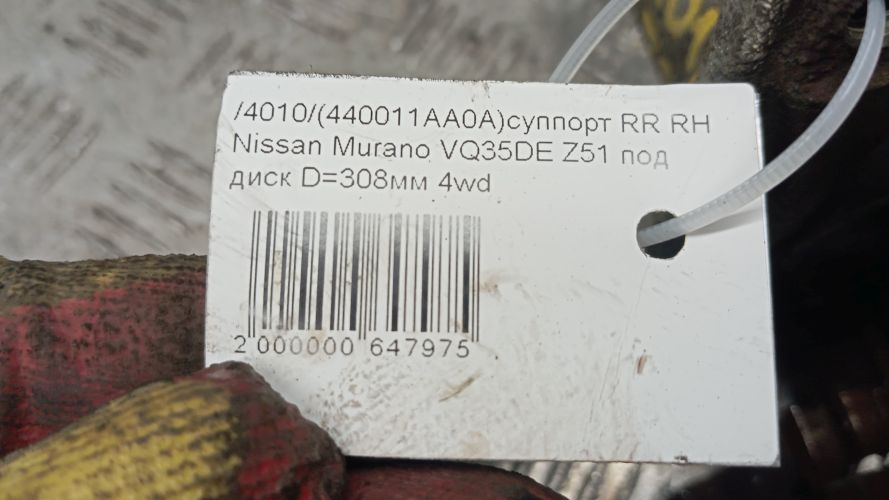 /4010/(440011AA0A)суппорт RR RH
Nissan Murano VQ35DE Z51 под
диск D=308мм 4wd
2 000000 647975